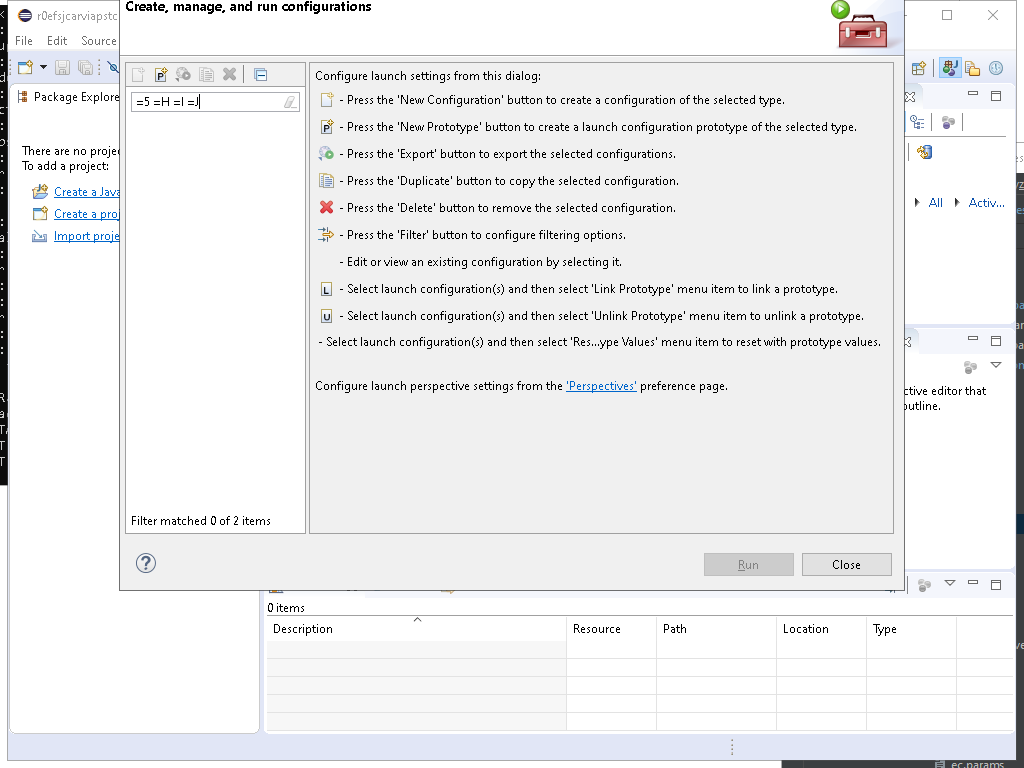 Create, manage, and run configurations
r0efsjcarviapstc
File Edit Source
Package Explore
There are no proje
To add a project:
Create a Java
Create a proj
Import proje
=5 =H =I =J
Filter matched 0 of 2 items
Configure launch settings from this dialog:
- Press the 'New Configuration' button to create a configuration of the selected type.
P - Press the 'New Prototype' button to create a launch configuration prototype of the selected type.
- Press the 'Export' button to export the selected configurations.
- Press the 'Duplicate' button to copy the selected configuration.
- Press the 'Delete' button to remove the selected configuration.
- Press the 'Filter' button to configure filtering options.
- Edit or view an existing configuration by selecting it.
L - Select launch configuration(s) and then select 'Link Prototype' menu item to link a prototype.
U - Select launch configuration(s) and then select 'Unlink Prototype' menu item to unlink a prototype.
- Select launch configuration(s) and then select 'Res...ype Values' menu item to reset with prototype values.
Configure launch perspective settings from the 'Perspectives' preference page.
Run Close
All Activ...
ctive editor that
outline.
0 items
Description Resource Path Location Type
ec.params